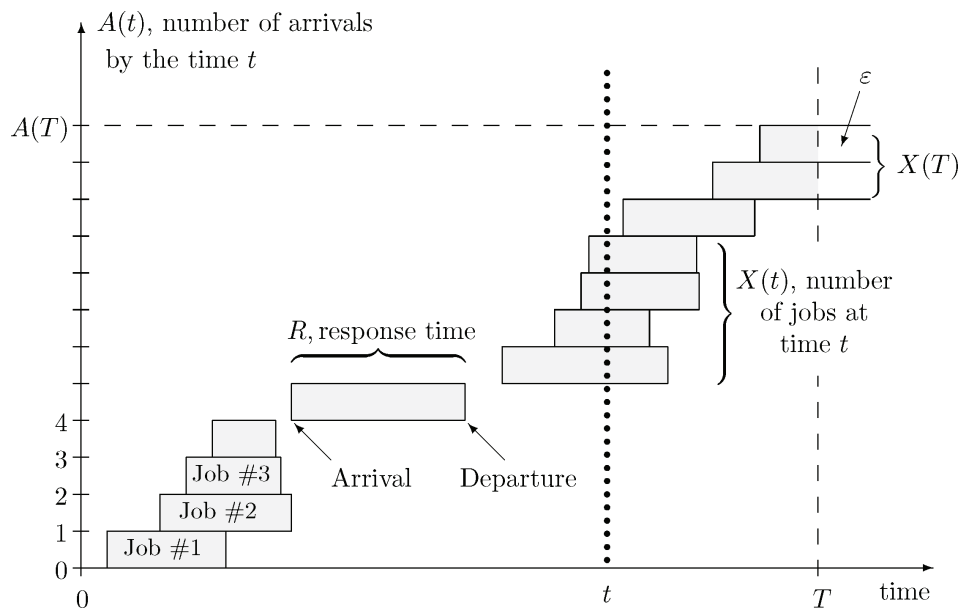 A(t), number of arrivals
by the time t
ε
A(T)
X(T)
X(t), number
of jobs at
time t
R, response time
4
3
Job #3
Arrival
Departure
2
Job #2
1
Job #1
0
0
t
T
time